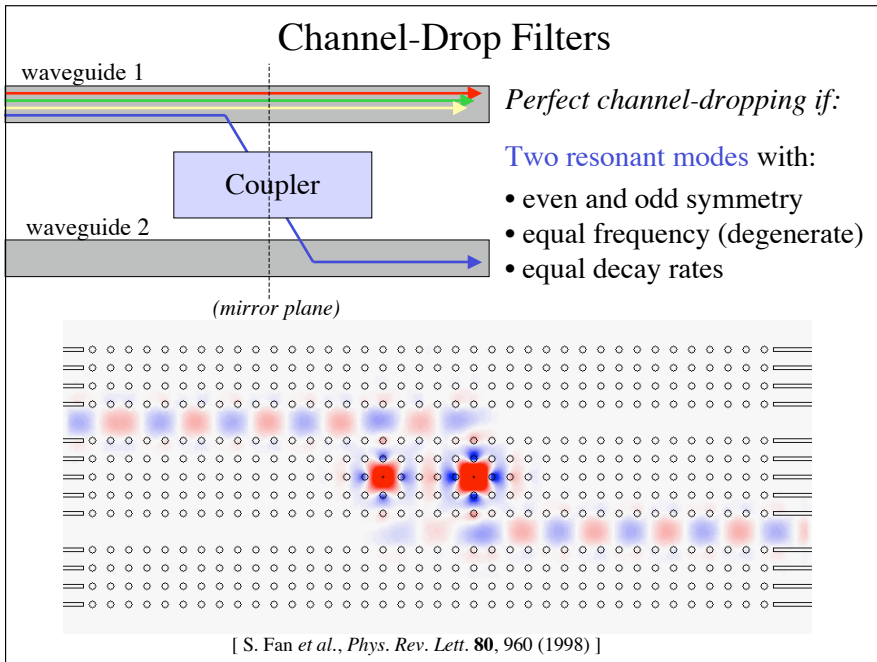 Channel-Drop Filters
waveguide 1
Perfect channel-dropping if:
Two resonant modes with:
Coupler
• even and odd symmetry
waveguide 2
• equal frequency (degenerate)
• equal decay rates
(mirror plane)
[ S. Fan et al., Phys. Rev. Lett. 80, 960 (1998) ]